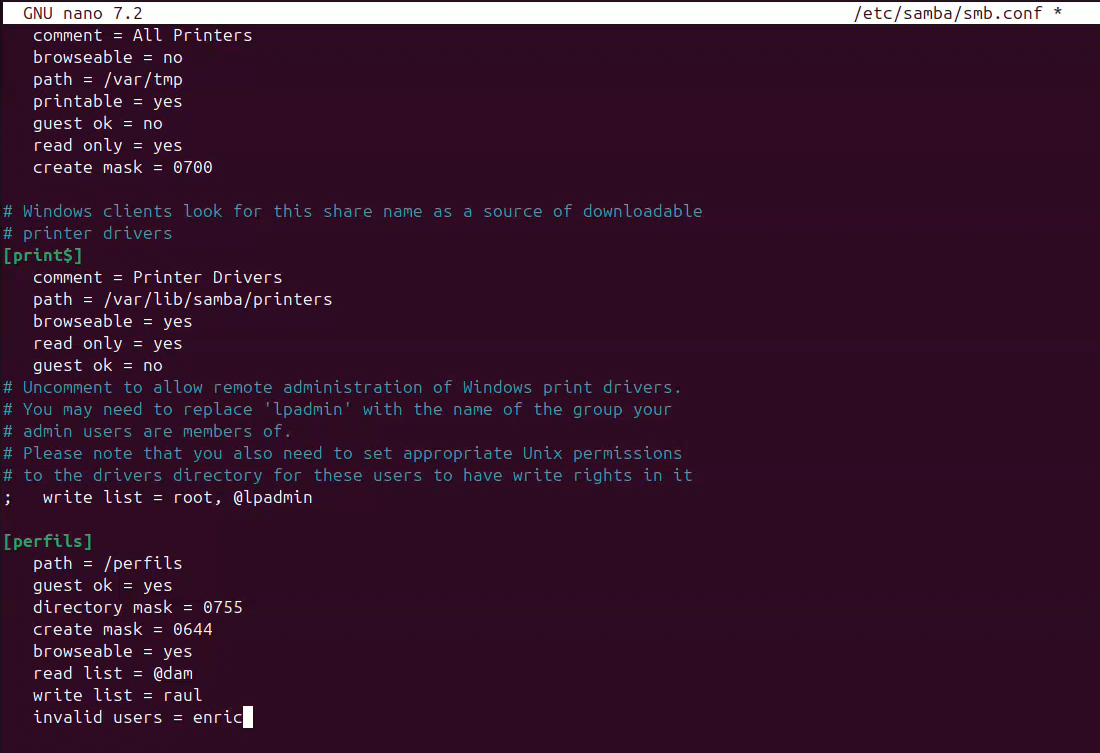 GNU nano 7.2 /etc/samba/smb.conf *
comment = All Printers
browseable = no
path = /var/tmp
printable = yes
guest ok = no
read only = yes
create mask = 0700
# Windows clients look for this share name as a source of downloadable
# printer drivers
[print$]
comment = Printer Drivers
path = /var/lib/samba/printers
browseable = yes
read only = yes
guest ok = no
# Uncomment to allow remote administration of Windows print drivers.
# You may need to replace 'lpadmin' with the name of the group your
# admin users are members of.
# Please note that you also need to set appropriate Unix permissions
# to the drivers directory for these users to have write rights in it
;   write list = root, @lpadmin
[perfils]
path = /perfils
guest ok = yes
directory mask = 0755
create mask = 0644
browseable = yes
read list = @dam
write list = raul
invalid users = enric